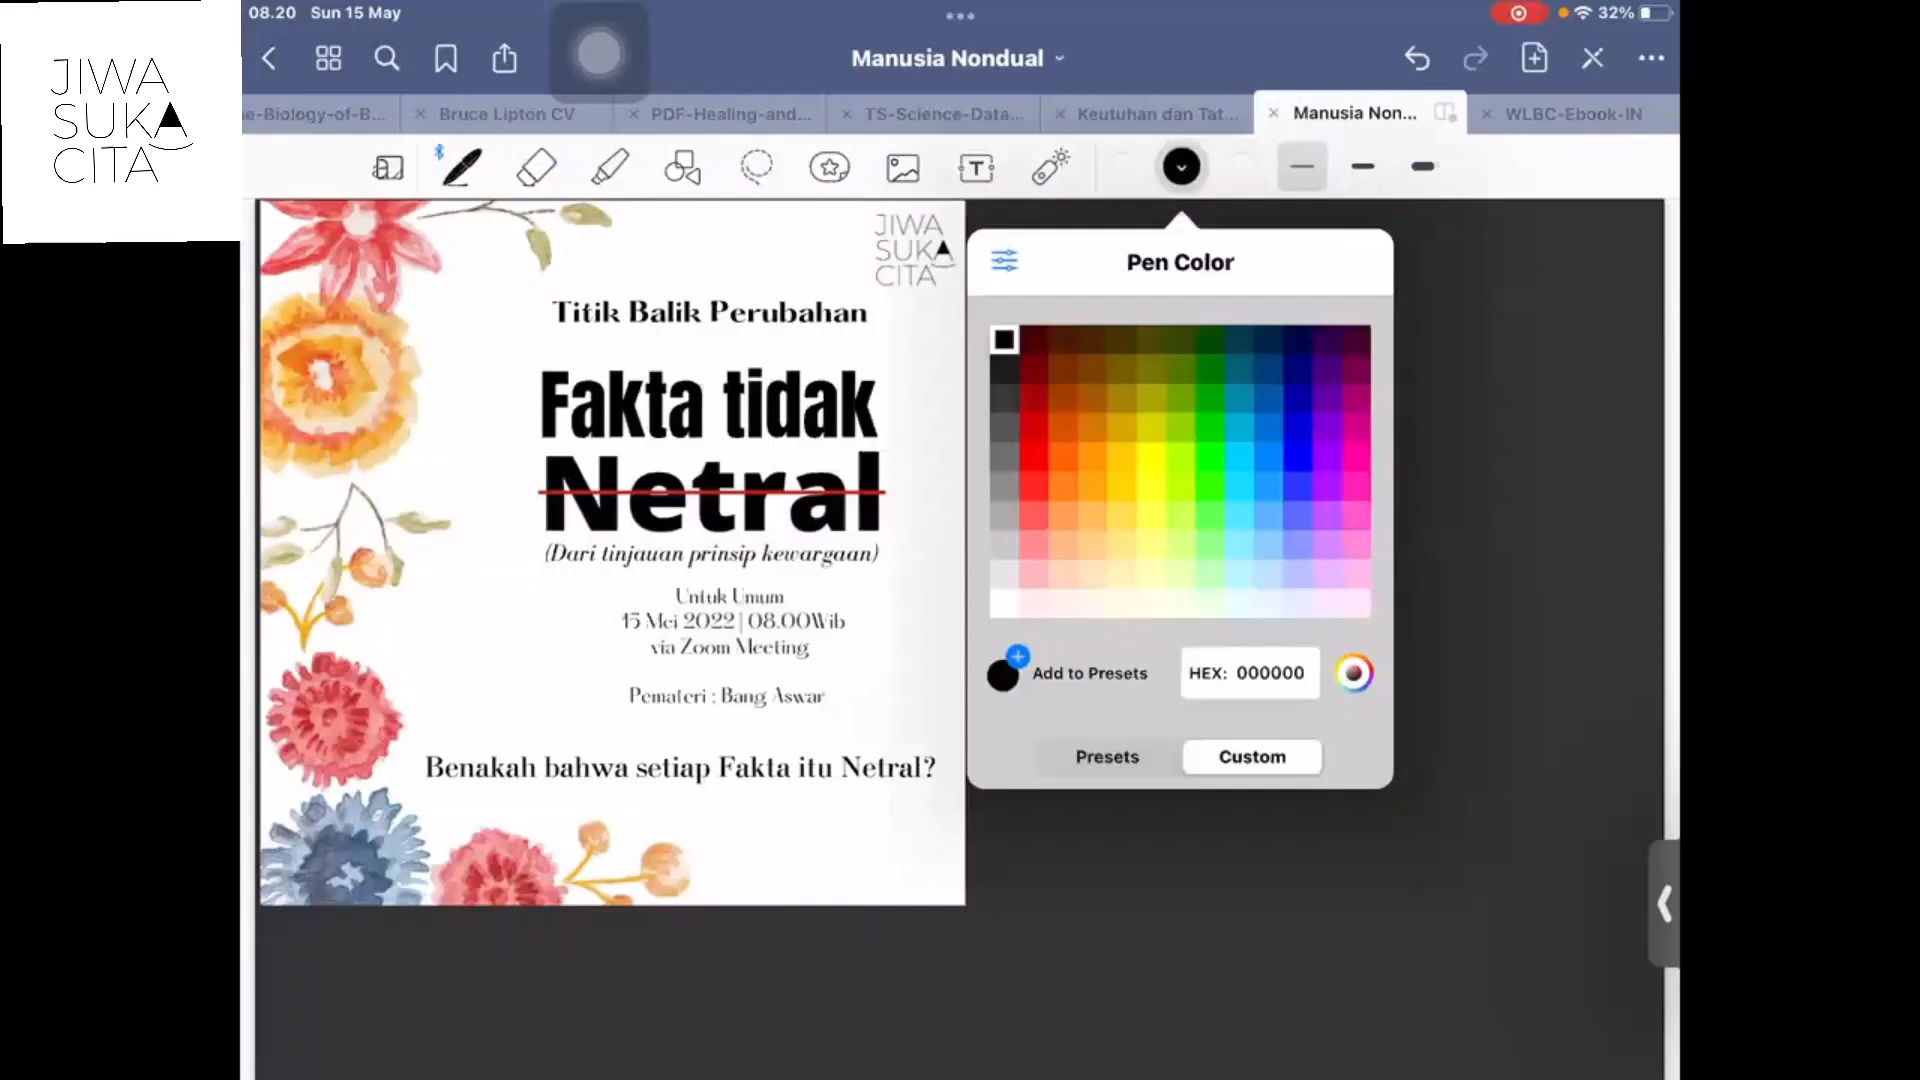 JIWA
SUKA
CITA
08.20 Sun 15 May
32%
Manusia Nondual
e-Biology-of-B...
Bruce Lipton CV
PDF-Healing-and...
TS-Science-Data...
Keutuhan dan Tat...
Manusia Non...
WLBC-Ebook-IN
JIWA
SUKA
CITA
Titik Balik Perubahan
Fakta tidak
Netral
(Dari tinjauan prinsip kewargaan)
Untuk Umum
15 Mei 2022 | 08.00Wib
via Zoom Meeting
Pemateri : Bang Aswar
Benakah bahwa setiap Fakta itu Netral?
Pen Color
Add to Presets
HEX: 000000
Presets
Custom